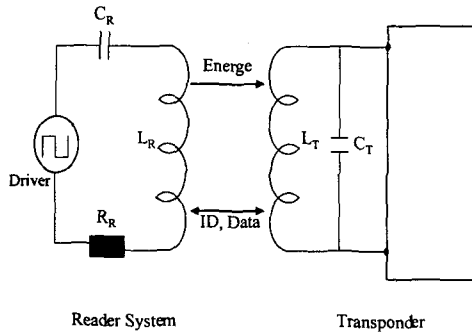 C_R
Energe
L_R
L_T
C_T
Driver
R_R
ID, Data
Reader System
Transponder